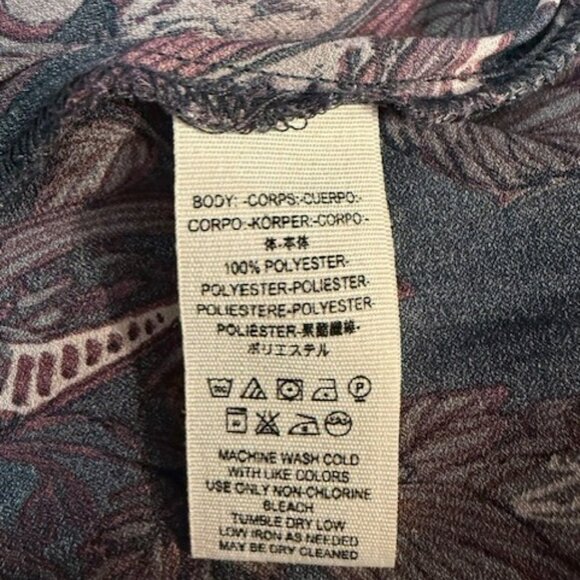 BODY: -CORPS:-CUERPO:-
CORPO:-KÖRPER:-CORPO:-
体-本体
100% POLYESTER-
POLYESTER-POLIESTER-
POLIESTERE-POLYESTER-
POLIÉSTER-聚酯纖維-
ポリエステル
MACHINE WASH COLD
WITH LIKE COLORS
USE ONLY NON-CHLORINE
BLEACH
TUMBLE DRY LOW
LOW IRON AS NEEDED
MAY BE DRY CLEANED